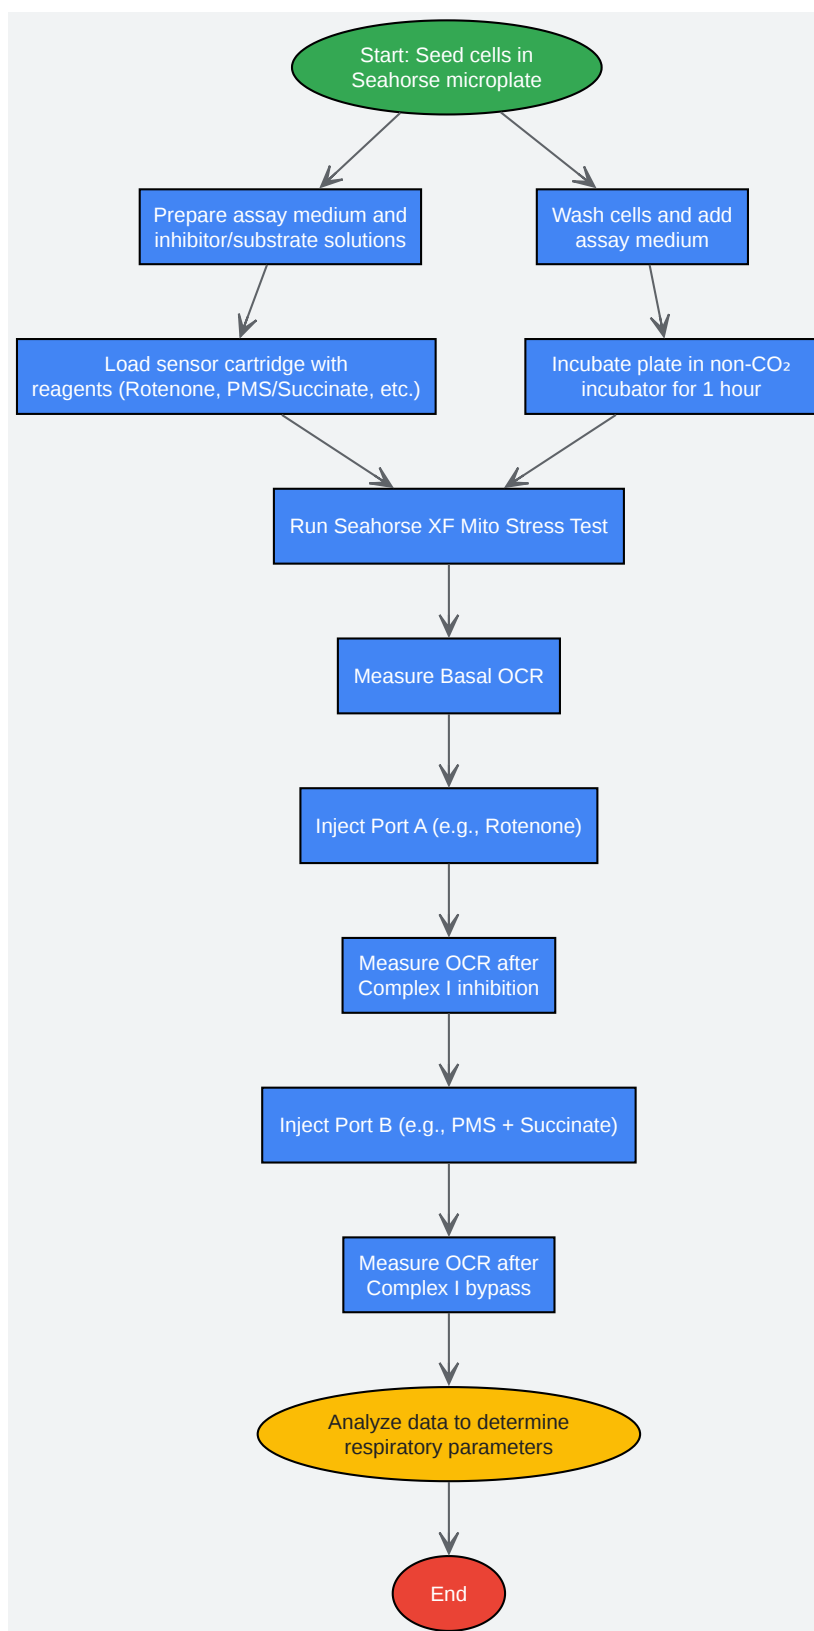 Start: Seed cells in
Seahorse microplate
Prepare assay medium and
inhibitor/substrate solutions
Wash cells and add
assay medium
Load sensor cartridge with
reagents (Rotenone, PMS/Succinate, etc.)
Incubate plate in non-CO₂
incubator for 1 hour
Run Seahorse XF Mito Stress Test
Measure Basal OCR
Inject Port A (e.g., Rotenone)
Measure OCR after
Complex I inhibition
Inject Port B (e.g., PMS + Succinate)
Measure OCR after
Complex I bypass
Analyze data to determine
respiratory parameters
End